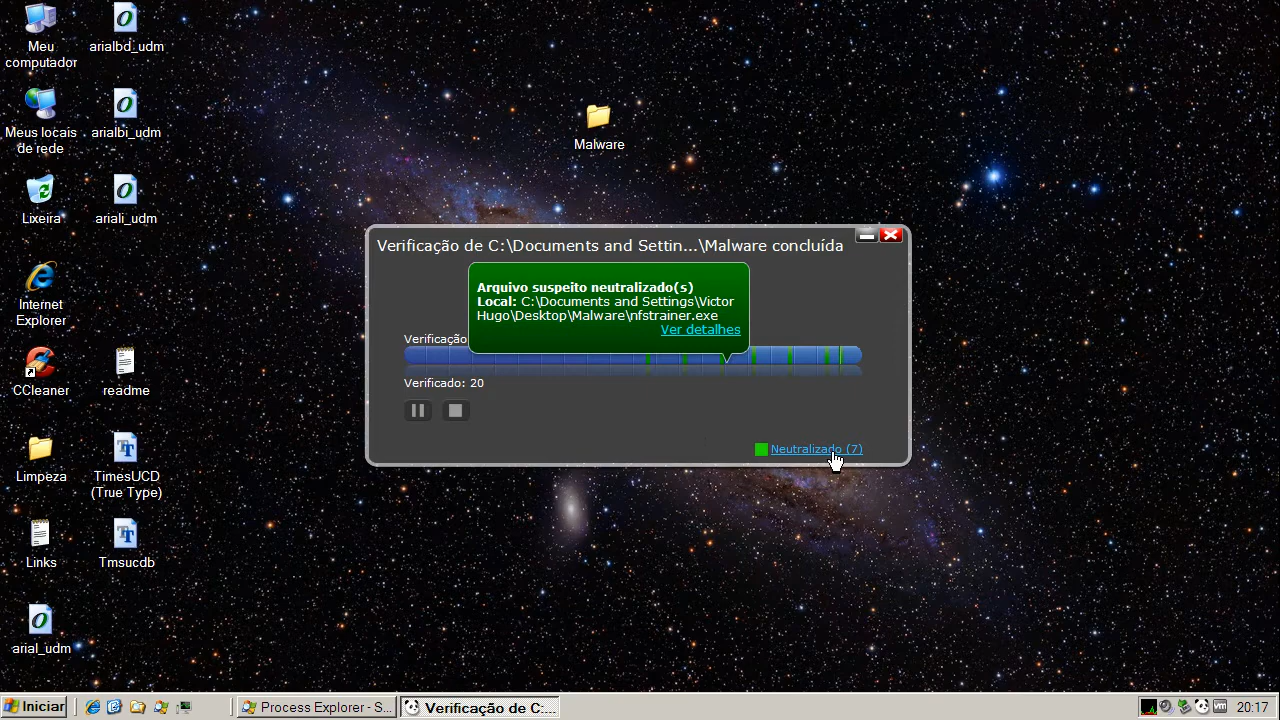 Meu
computador
arialbd_udm
Meus locais
de rede
arialbi_udm
Lixeira
ariali_udm
Internet
Explorer
CCleaner
readme
Limpeza
TimesUCD
(True Type)
Links
Tmsucdb
arial_udm
Malware
Verificação de C:\Documents and Settin...\Malware concluída
Arquivo suspeito neutralizado(s)
Local: C:\Documents and Settings\Victor
Hugo\Desktop\Malware\nfstrainer.exe
Ver detalhes
Verificação
Verificado: 20
Neutralizado (7)
Iniciar
Process Explorer - S...
Verificação de C:...
20:17